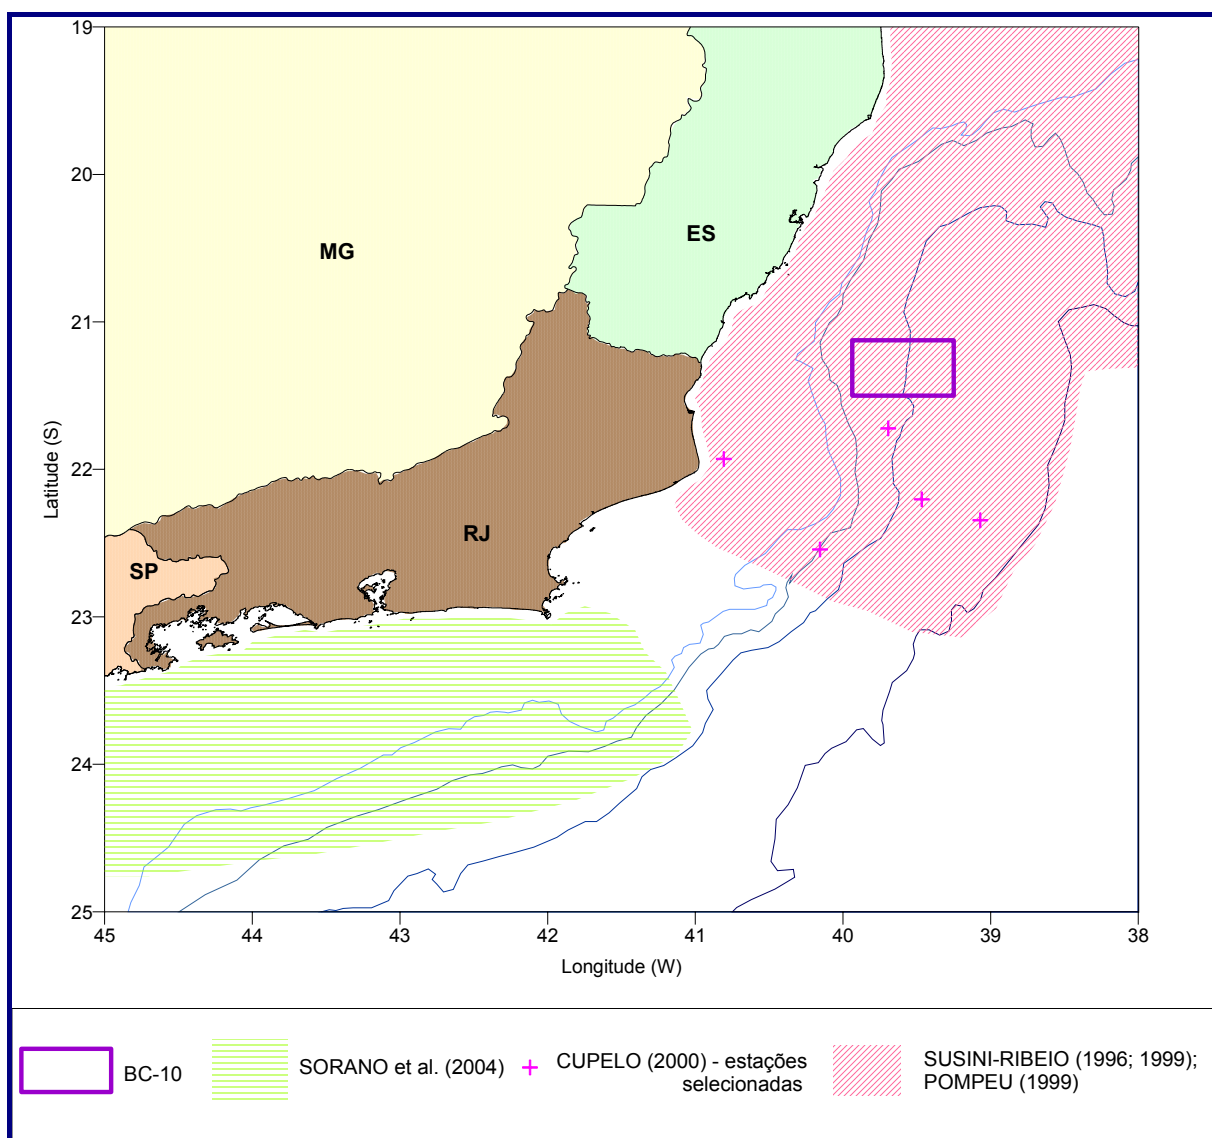 19
20
21
22
23
24
25
Latitude (S)
MG
ES
RJ
SP
45
44
43
42
41
40
39
38
Longitude (W)
BC-10
SORANO et al. (2004)
CUPELO (2000) - estações
selecionadas
SUSINI-RIBEIO (1996; 1999);
POMPEU (1999)